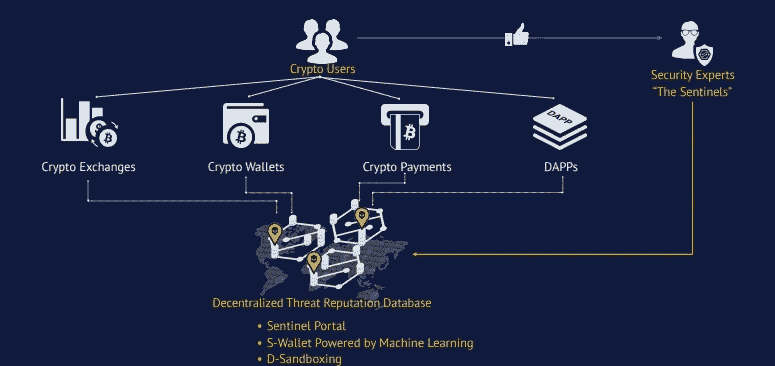 Crypto Users
Security Experts
“The Sentinels”
DAPP
Crypto Exchanges
Crypto Wallets
Crypto Payments
DAPPs
Decentralized Threat Reputation Database
• Sentinel Portal
• S-Wallet Powered by Machine Learning
• D-Sandboxing